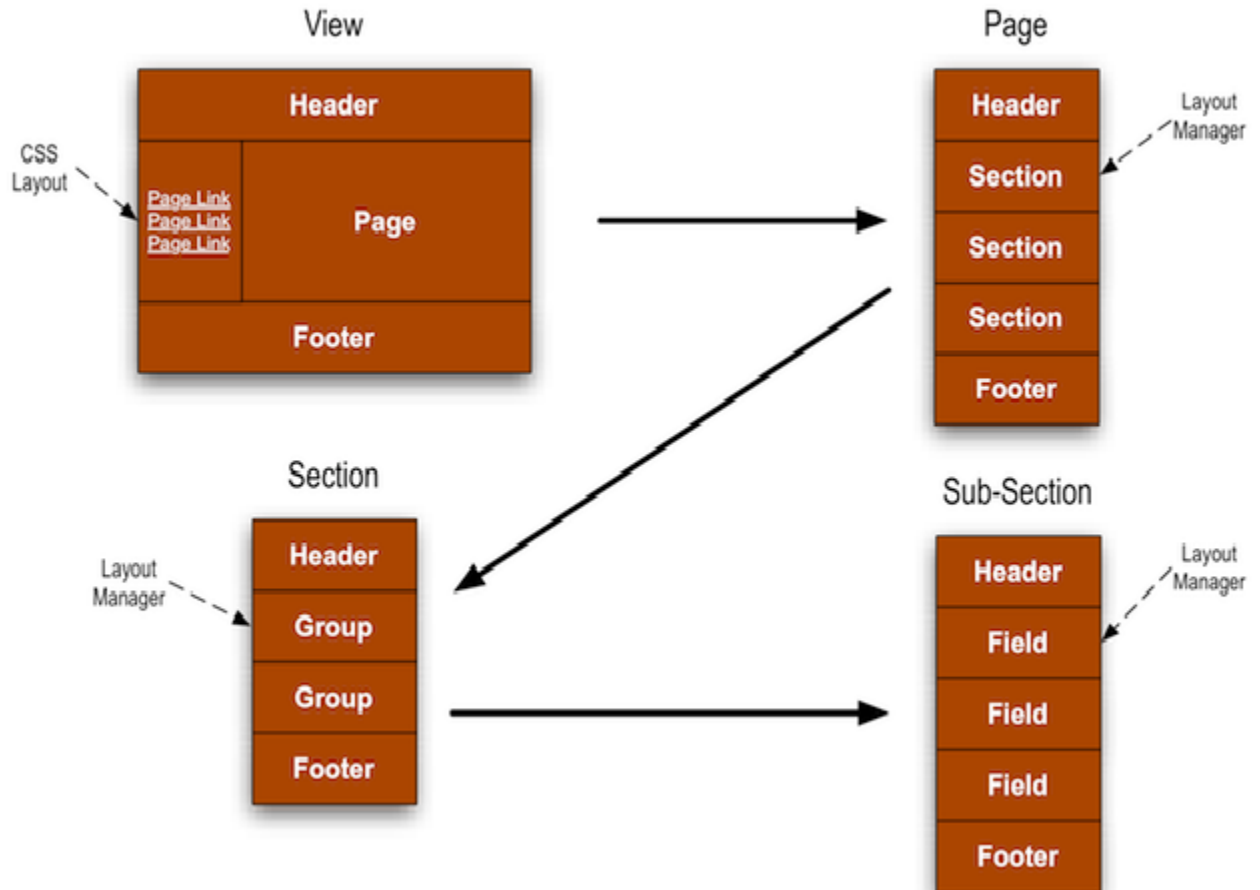 View
Header
CSS
Layout
Page Link
Page Link
Page Link
Page
Footer
Page
Header
Layout
Manager
Section
Section
Section
Footer
Section
Header
Layout
Manager
Group
Group
Footer
Sub-Section
Header
Layout
Manager
Field
Field
Field
Footer